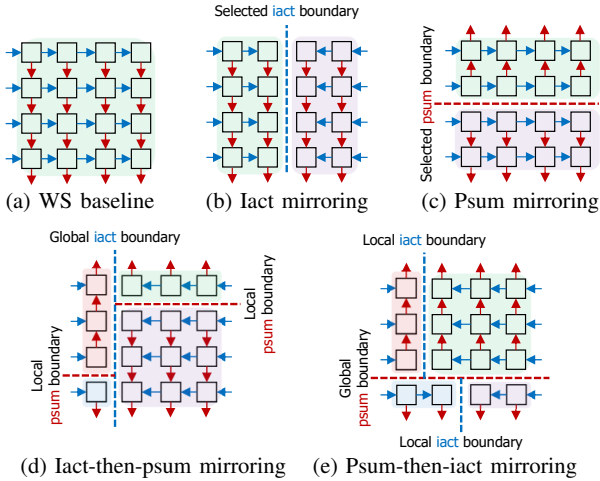 Selected iact boundary
Selected psum boundary
(a) WS baseline
(b) Iact mirroring
(c) Psum mirroring
Global iact boundary
Local psum boundary
Local
psum boundary
(d) Iact-then-psum mirroring
Local iact boundary
Global
psum boundary
Local iact boundary
(e) Psum-then-iact mirroring